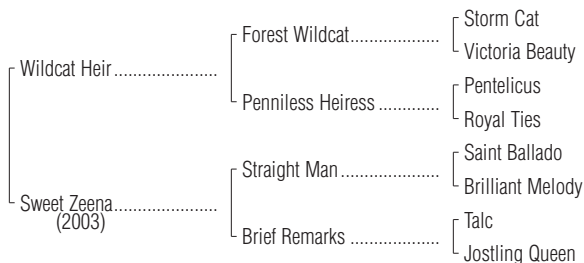 Storm Cat
Forest Wildcat....................
Victoria Beauty
Wildcat Heir.......................
Pentelicus
Penniless Heiress ..............
Royal Ties
Saint Ballado
Straight Man ......................
Brilliant Melody
Sweet Zeena.......................
(2003)
Talc
Brief Remarks ....................
Jostling Queen